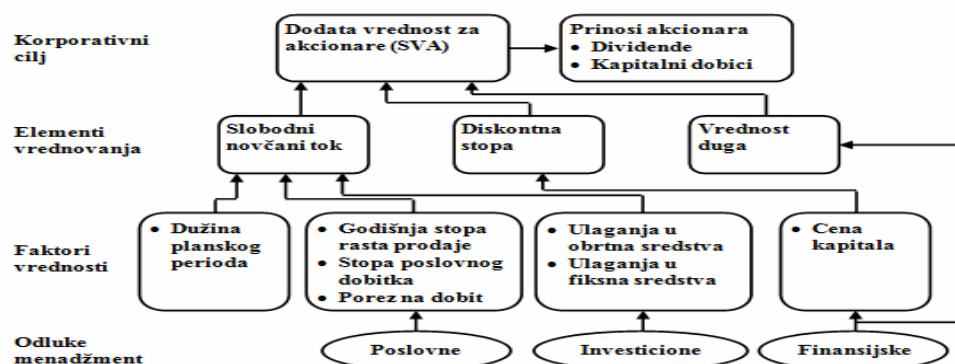 Korporativni
cilj
Dodata vrednost za
akcionare (SVA)
Prinosi akcionara
• Dividende
• Kapitalni dobici
Elementi
vrednovanja
Slobodni
novčani tok
Diskontna
stopa
Vrednost
duga
Faktori
vrednosti
• Dužina
planskog
perioda
• Godišnja stopa
rasta prodaje
• Stopa poslovnog
dobitka
• Porez na dobit
• Ulaganja u
obrtna sredstva
• Ulaganja u
fiksna sredstva
• Cena
kapitala
Odluke
menadžment
Poslovne
Investicione
Finansijske